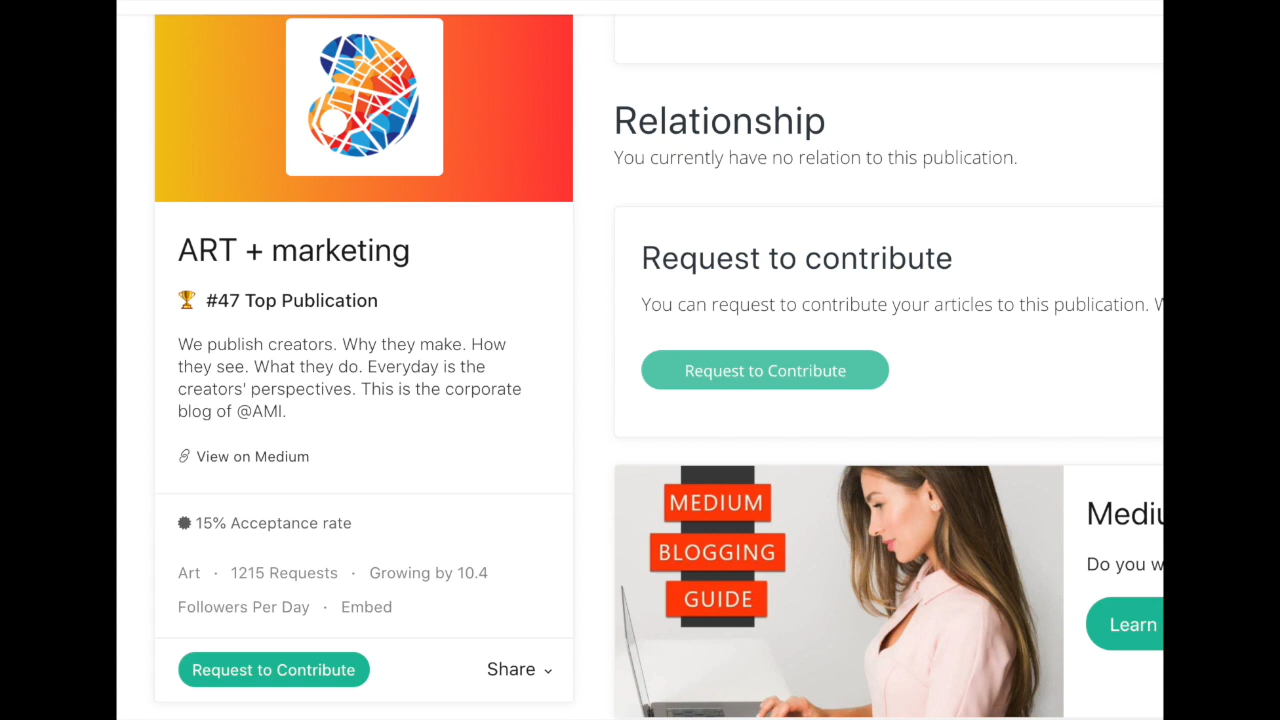 ART + marketing
#47 Top Publication
We publish creators. Why they make. How
they see. What they do. Everyday is the
creators' perspectives. This is the corporate
blog of @AMI.
View on Medium
15% Acceptance rate
Art · 1215 Requests · Growing by 10.4
Followers Per Day · Embed
Request to Contribute
Share
Relationship
You currently have no relation to this publication.
Request to contribute
You can request to contribute your articles to this publication. W
Request to Contribute
MEDIUM
BLOGGING
GUIDE
Mediu
Do you w
Learn